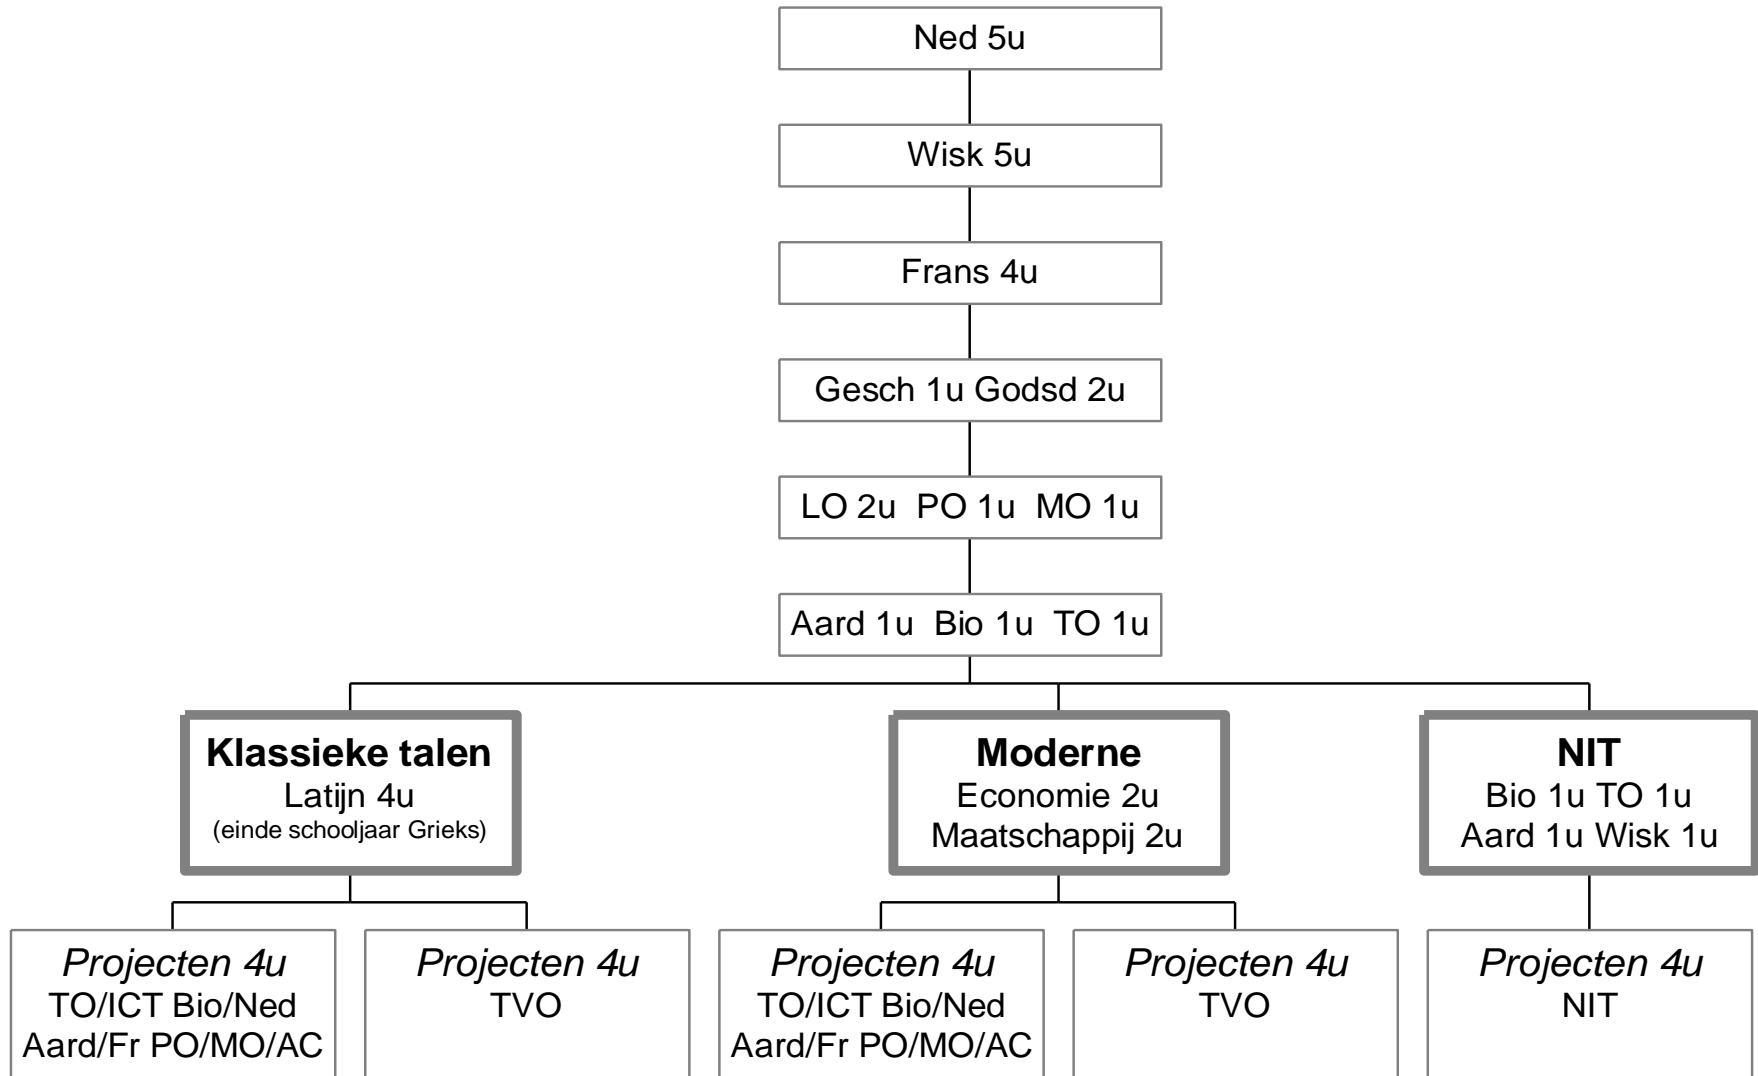 Ned 5u
Wisk 5u
Frans 4u
Gesch 1u Godsd 2u
LO 2u PO 1u MO 1u
Aard 1u Bio 1u TO 1u
Klassieke talen
Latijn 4u
(einde schooljaar Grieks)
Moderne
Economie 2u
Maatschappij 2u
NIT
Bio 1u TO 1u
Aard 1u Wisk 1u
Projecten 4u
TO/ICT Bio/Ned
Aard/Fr PO/MO/AC
Projecten 4u
TVO
Projecten 4u
TO/ICT Bio/Ned
Aard/Fr PO/MO/AC
Projecten 4u
TVO
Projecten 4u
NIT